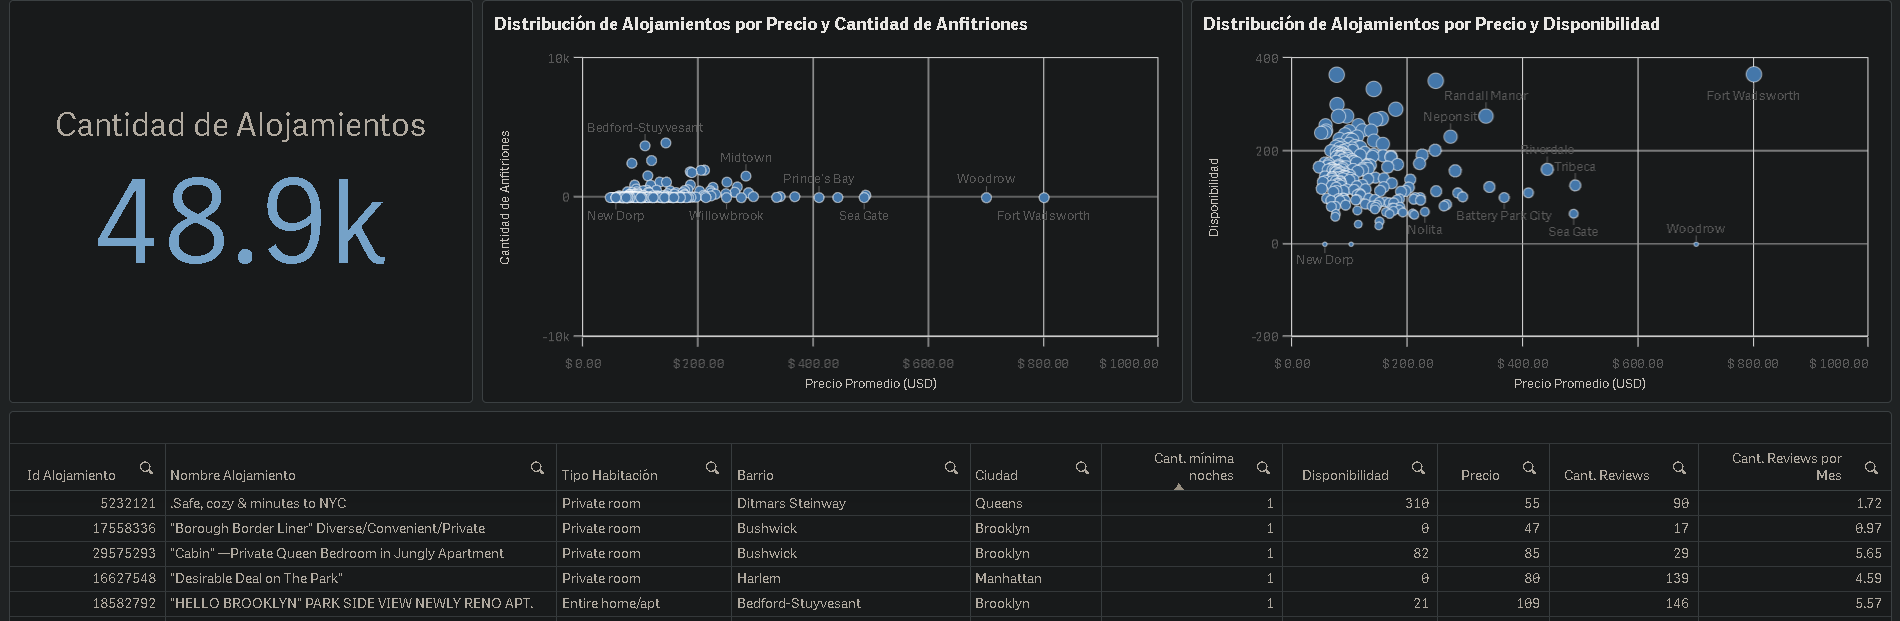 Cantidad de Alojamientos
48.9k
Distribución de Alojamientos por Precio y Cantidad de Anfitriones
10k
0
-10k
Cantidad de Anfitriones
Bedford-Stuyvesant
Midtown
Prince's Bay
Woodrow
New Dorp
Willowbrook
Sea Gate
Fort Wadsworth
$ 0.00
$ 200.00
$ 400.00
$ 600.00
$ 800.00
$ 1000.00
Precio Promedio (USD)
Distribución de Alojamientos por Precio y Disponibilidad
400
200
0
-200
Disponibilidad
Randall Manor
Fort Wadsworth
Neponsit
Riverdale
Tribeca
Battery Park City
Nolita
Sea Gate
Woodrow
New Dorp
$ 0.00
$ 200.00
$ 400.00
$ 600.00
$ 800.00
$ 1000.00
Precio Promedio (USD)
Id Alojamiento Nombre Alojamiento Tipo Habitación Barrio Ciudad Cant. mínima noches Disponibilidad Precio Cant. Reviews Cant. Reviews por Mes
5232121 .Safe, cozy & minutes to NYC Private room Ditmars Steinway Queens 1 310 55 90 1.72
17558336 "Borough Border Liner" Diverse/Convenient/Private Private room Bushwick Brooklyn 1 0 47 17 0.97
29575293 "Cabin" —Private Queen Bedroom in Jungly Apartment Private room Bushwick Brooklyn 1 82 85 29 5.65
16627548 "Desirable Deal on The Park" Private room Harlem Manhattan 1 0 80 139 4.59
18582792 "HELLO BROOKLYN" PARK SIDE VIEW NEWLY RENO APT. Entire home/apt Bedford-Stuyvesant Brooklyn 1 21 109 146 5.57